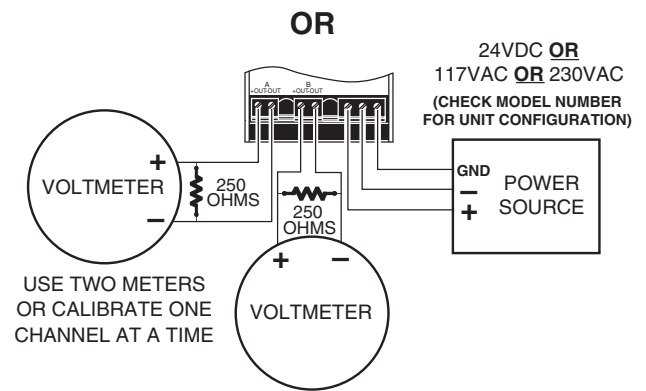 OR
24VDC OR
117VAC OR 230VAC
(CHECK MODEL NUMBER
FOR UNIT CONFIGURATION)
A B
+OUT-OUT +OUT-OUT
+
VOLTMETER
−
250
OHMS
250
OHMS
GND
−
+
POWER
SOURCE
USE TWO METERS
OR CALIBRATE ONE
CHANNEL AT A TIME
+ −
VOLTMETER